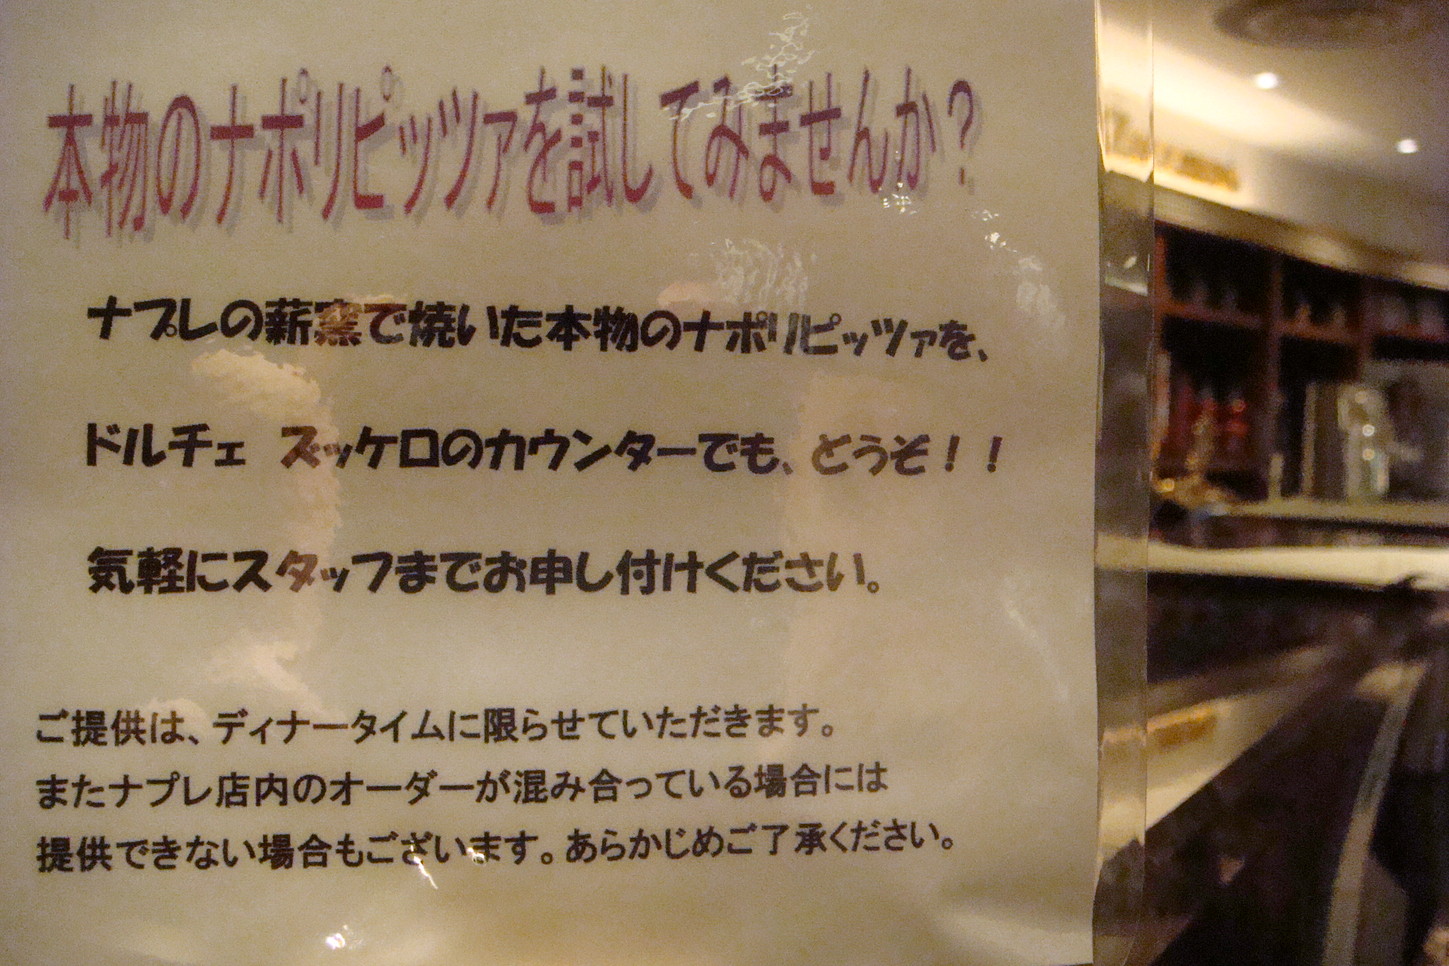 本物のナポリピッツァを試してみませんか?
ナプレの薪窯で焼いた本物のナポリピッツァを、
ドルチェ ズッケロのカウンターでも、どうぞ!!
気軽にスタッフまでお申し付けください。
ご提供は、ディナータイムに限らせていただきます。
またナプレ店内のオーダーが混み合っている場合には
提供できない場合もございます。あらかじめご了承ください。